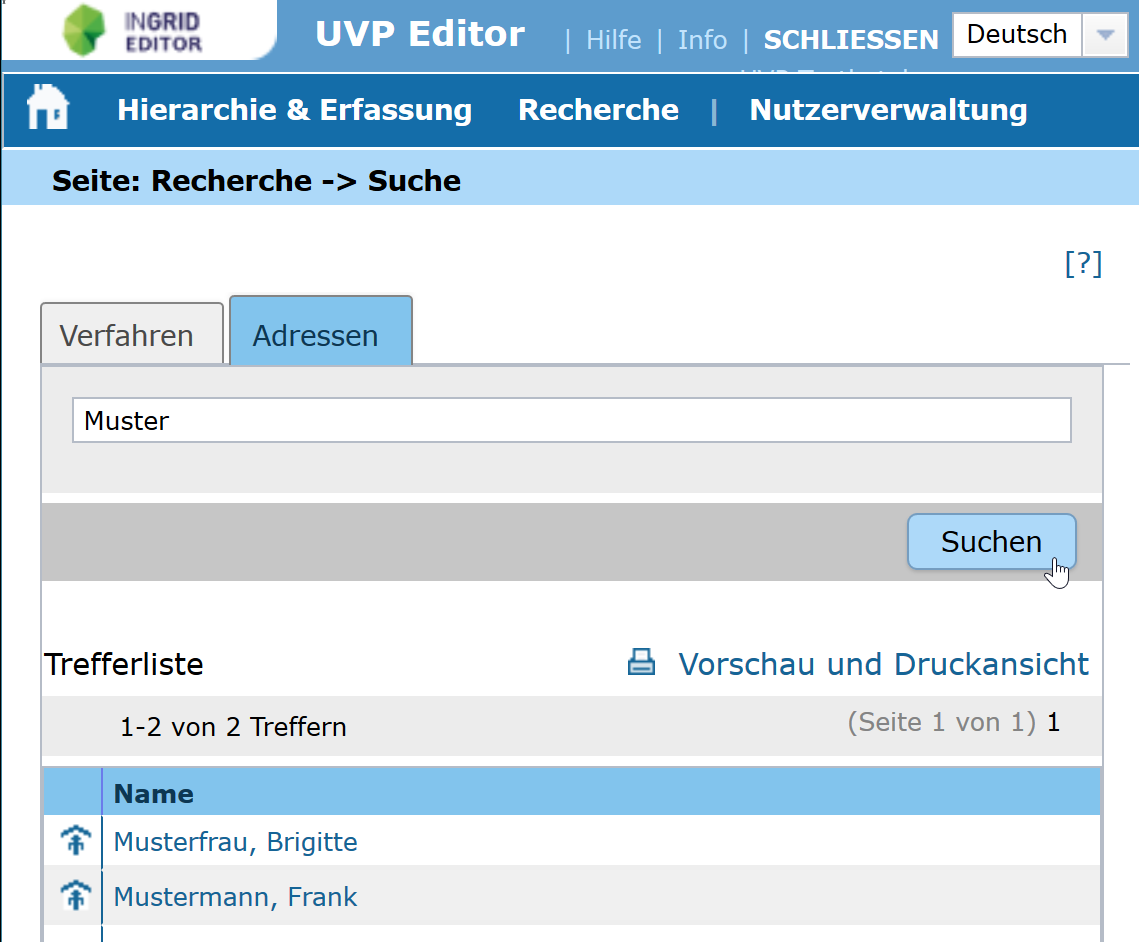 INGRID
EDITOR
UVP Editor | Hilfe | Info | SCHLIESSEN Deutsch
Hierarchie & Erfassung Recherche | Nutzerverwaltung
Seite: Recherche -> Suche
[?]
Verfahren Adressen
Muster
Suchen
Trefferliste Vorschau und Druckansicht
1-2 von 2 Treffern (Seite 1 von 1) 1
Name
Musterfrau, Brigitte
Mustermann, Frank